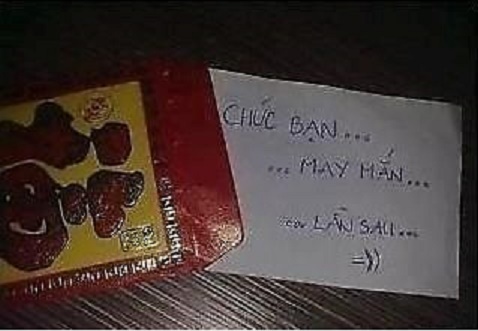 CHÚC BẠN...
... MAY MẮN...
... LẦN SAU...
=))